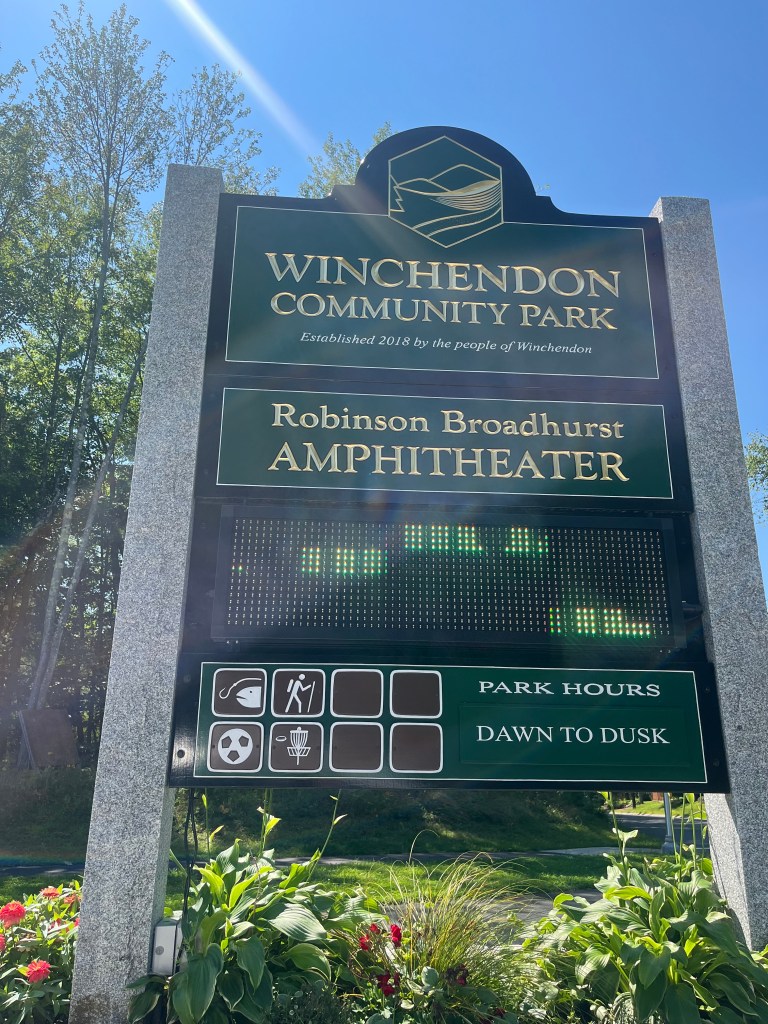 WINCHENDON
COMMUNITY PARK
Established 2018 by the people of Winchendon
Robinson Broadhurst
AMPHITHEATER
PARK HOURS
DAWN TO DUSK